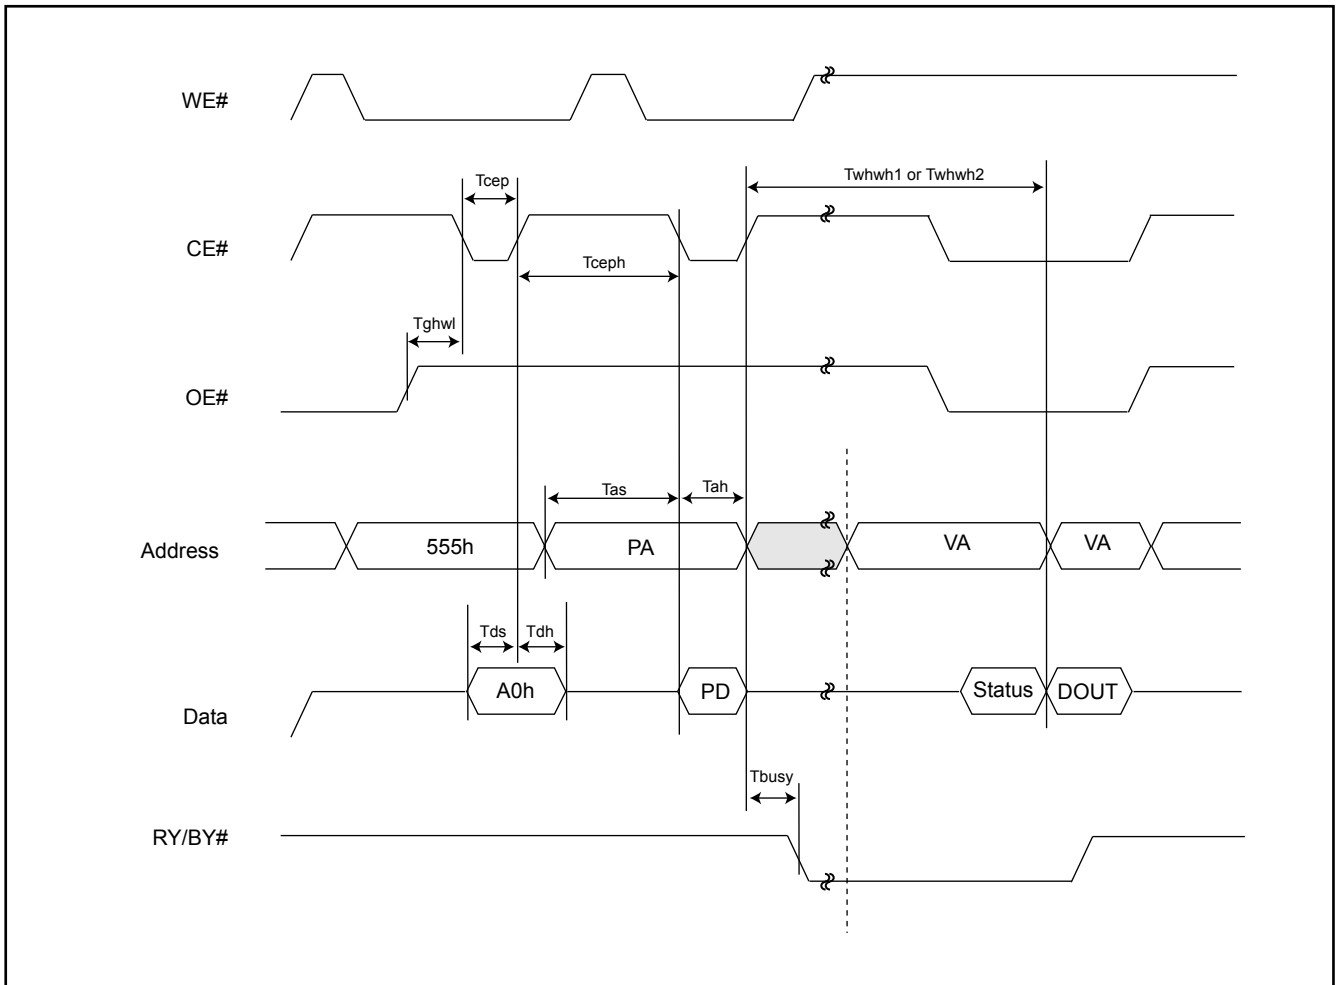 WE#
Tcep
Twhwh1 or Twhwh2
CE#
Tceph
Tghwl
OE#
Tas
Tah
Address
555h
PA
VA
VA
Tds
Tdh
Data
A0h
PD
Status
DOUT
Tbusy
RY/BY#